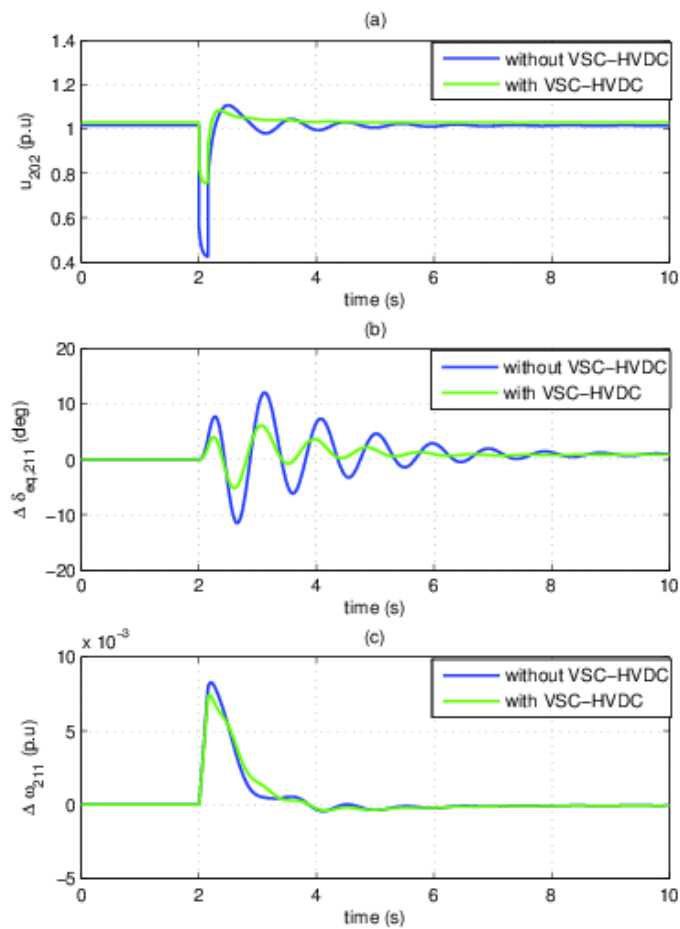 (a)
1.4
1.2
1
0.8
0.6
0.4
u202 (p.u)
without VSC-HVDC
with VSC-HVDC
0 2 4 6 8 10
time (s)
(b)
20
10
0
-10
-20
Δ δeq,211 (deg)
without VSC-HVDC
with VSC-HVDC
0 2 4 6 8 10
time (s)
x 10-3
(c)
10
5
0
-5
Δ ω211 (p.u)
without VSC-HVDC
with VSC-HVDC
0 2 4 6 8 10
time (s)